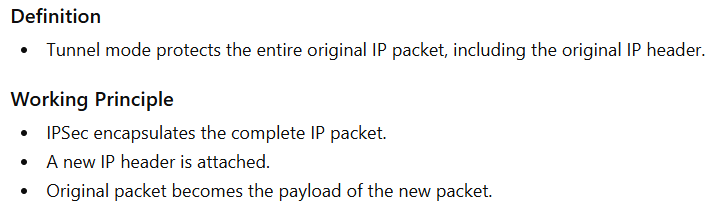 Definition
• Tunnel mode protects the entire original IP packet, including the original IP header.
Working Principle
• IPSec encapsulates the complete IP packet.
• A new IP header is attached.
• Original packet becomes the payload of the new packet.